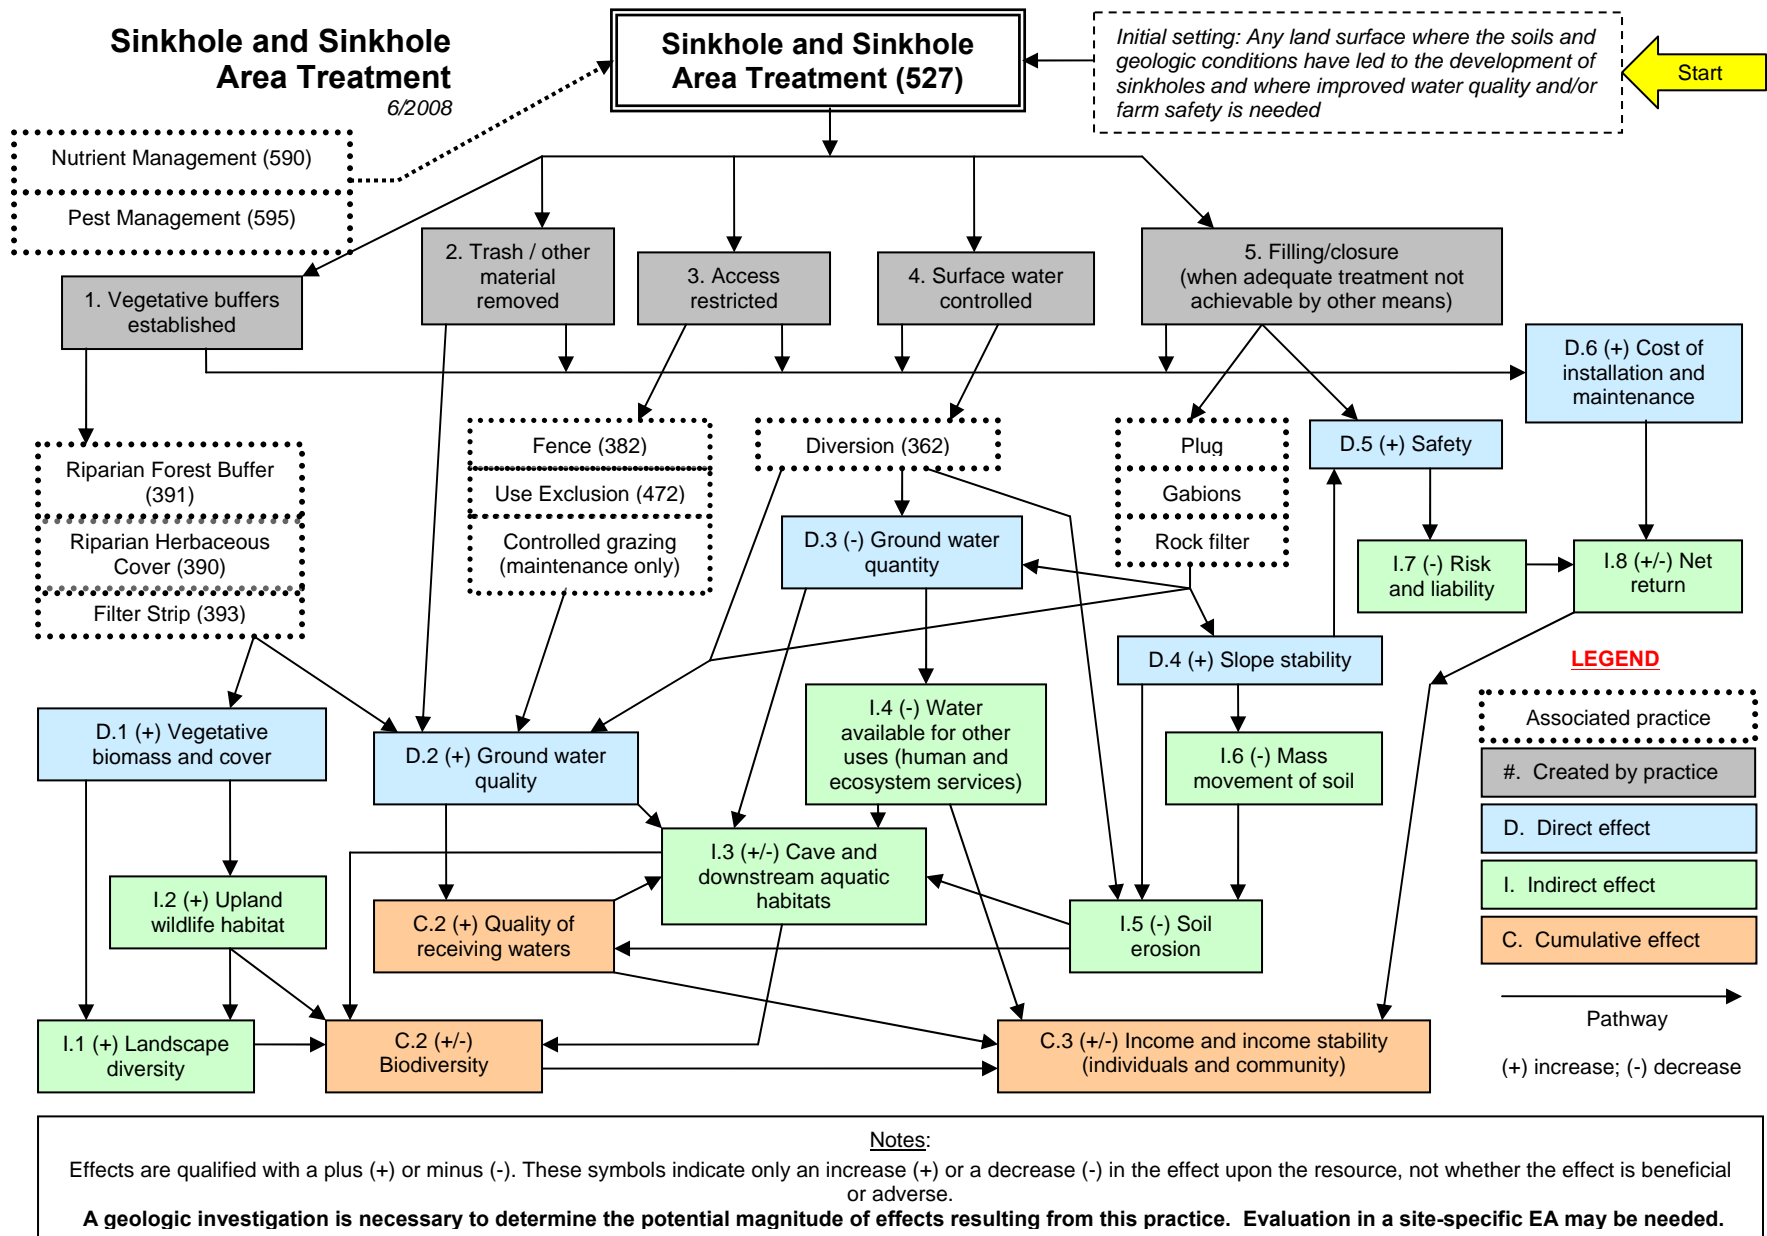 Sinkhole and Sinkhole
Area Treatment
6/2008
Sinkhole and Sinkhole
Area Treatment (527)
Initial setting: Any land surface where the soils and
geologic conditions have led to the development of
sinkholes and where improved water quality and/or
farm safety is needed
Start
Nutrient Management (590)
Pest Management (595)
1. Vegetative buffers
established
2. Trash / other
material
removed
3. Access
restricted
4. Surface water
controlled
5. Filling/closure
(when adequate treatment not
achievable by other means)
D.6 (+) Cost of
installation and
maintenance
Riparian Forest Buffer
(391)
Riparian Herbaceous
Cover (390)
Filter Strip (393)
Fence (382)
Use Exclusion (472)
Controlled grazing
(maintenance only)
Diversion (362)
Plug
Gabions
Rock filter
D.5 (+) Safety
D.3 (-) Ground water
quantity
I.7 (-) Risk
and liability
I.8 (+/-) Net
return
D.4 (+) Slope stability
D.1 (+) Vegetative
biomass and cover
D.2 (+) Ground water
quality
I.4 (-) Water
available for other
uses (human and
ecosystem services)
I.6 (-) Mass
movement of soil
I.2 (+) Upland
wildlife habitat
I.3 (+/-) Cave and
downstream aquatic
habitats
C.2 (+) Quality of
receiving waters
I.5 (-) Soil
erosion
I.1 (+) Landscape
diversity
C.2 (+/-)
Biodiversity
C.3 (+/-) Income and income stability
(individuals and community)
LEGEND
Associated practice
#. Created by practice
D. Direct effect
I. Indirect effect
C. Cumulative effect
Pathway
(+) increase; (-) decrease
Notes:
Effects are qualified with a plus (+) or minus (-). These symbols indicate only an increase (+) or a decrease (-) in the effect upon the resource, not whether the effect is beneficial
or adverse.
A geologic investigation is necessary to determine the potential magnitude of effects resulting from this practice. Evaluation in a site-specific EA may be needed.